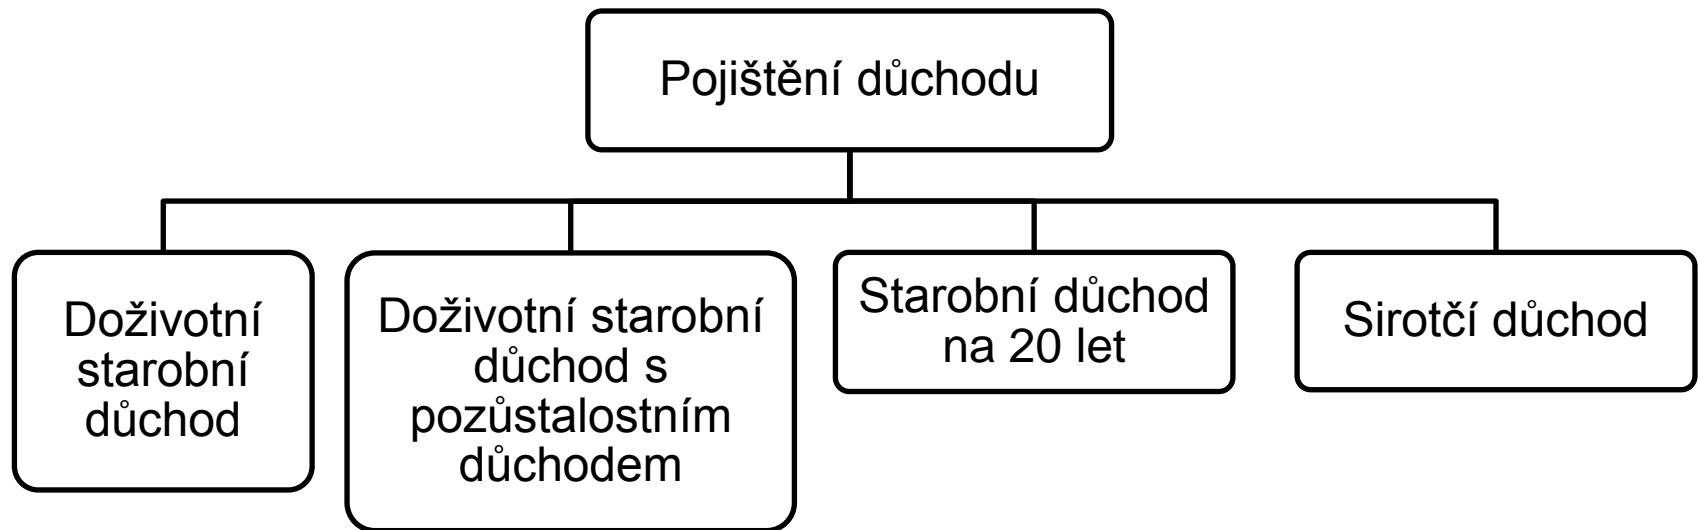 Pojištění důchodu
Doživotní
starobní
důchod
Doživotní starobní
důchod s
pozůstalostním
důchodem
Starobní důchod
na 20 let
Sirotčí důchod